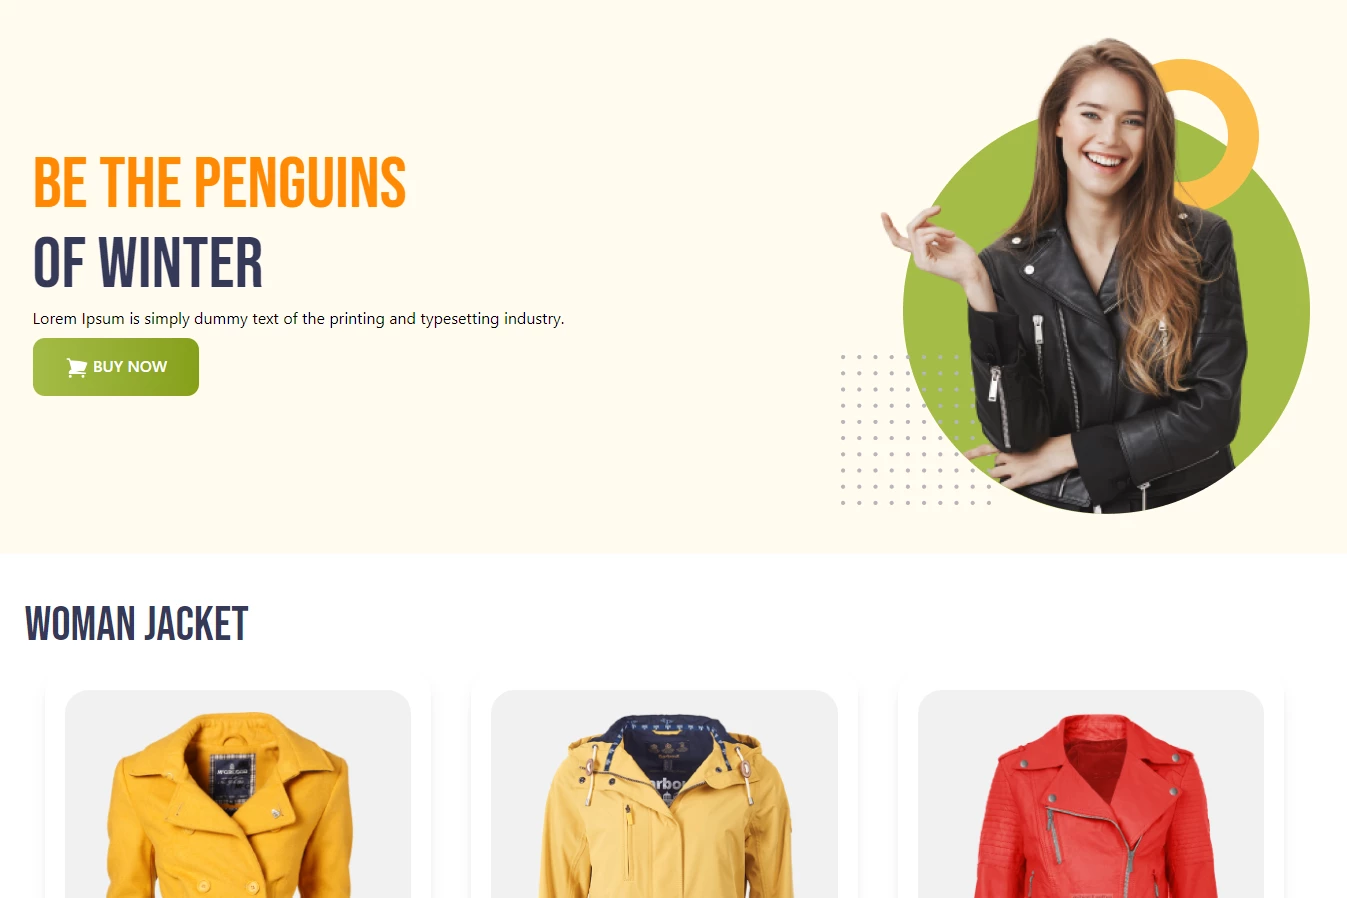 BE THE PENGUINS
OF WINTER
Lorem Ipsum is simply dummy text of the printing and typesetting industry.
BUY NOW
WOMAN JACKET